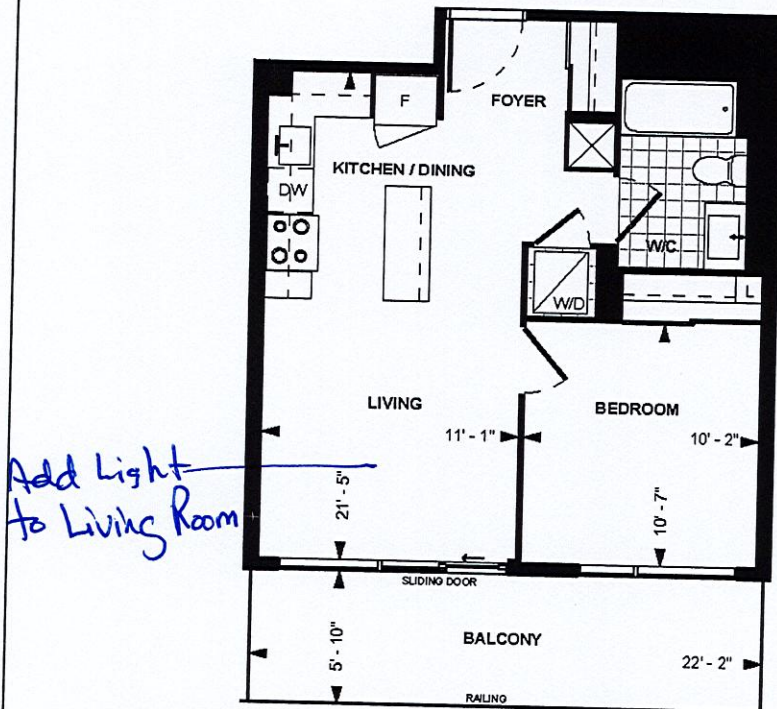 F
FOYER
KITCHEN / DINING
DW
W/C
W/D
L
LIVING
BEDROOM
11' - 1"
10' - 2"
Add Light
to Living Room
21' - 5"
10' - 7"
SLIDING DOOR
BALCONY
5' - 10"
22' - 2"
RAILING